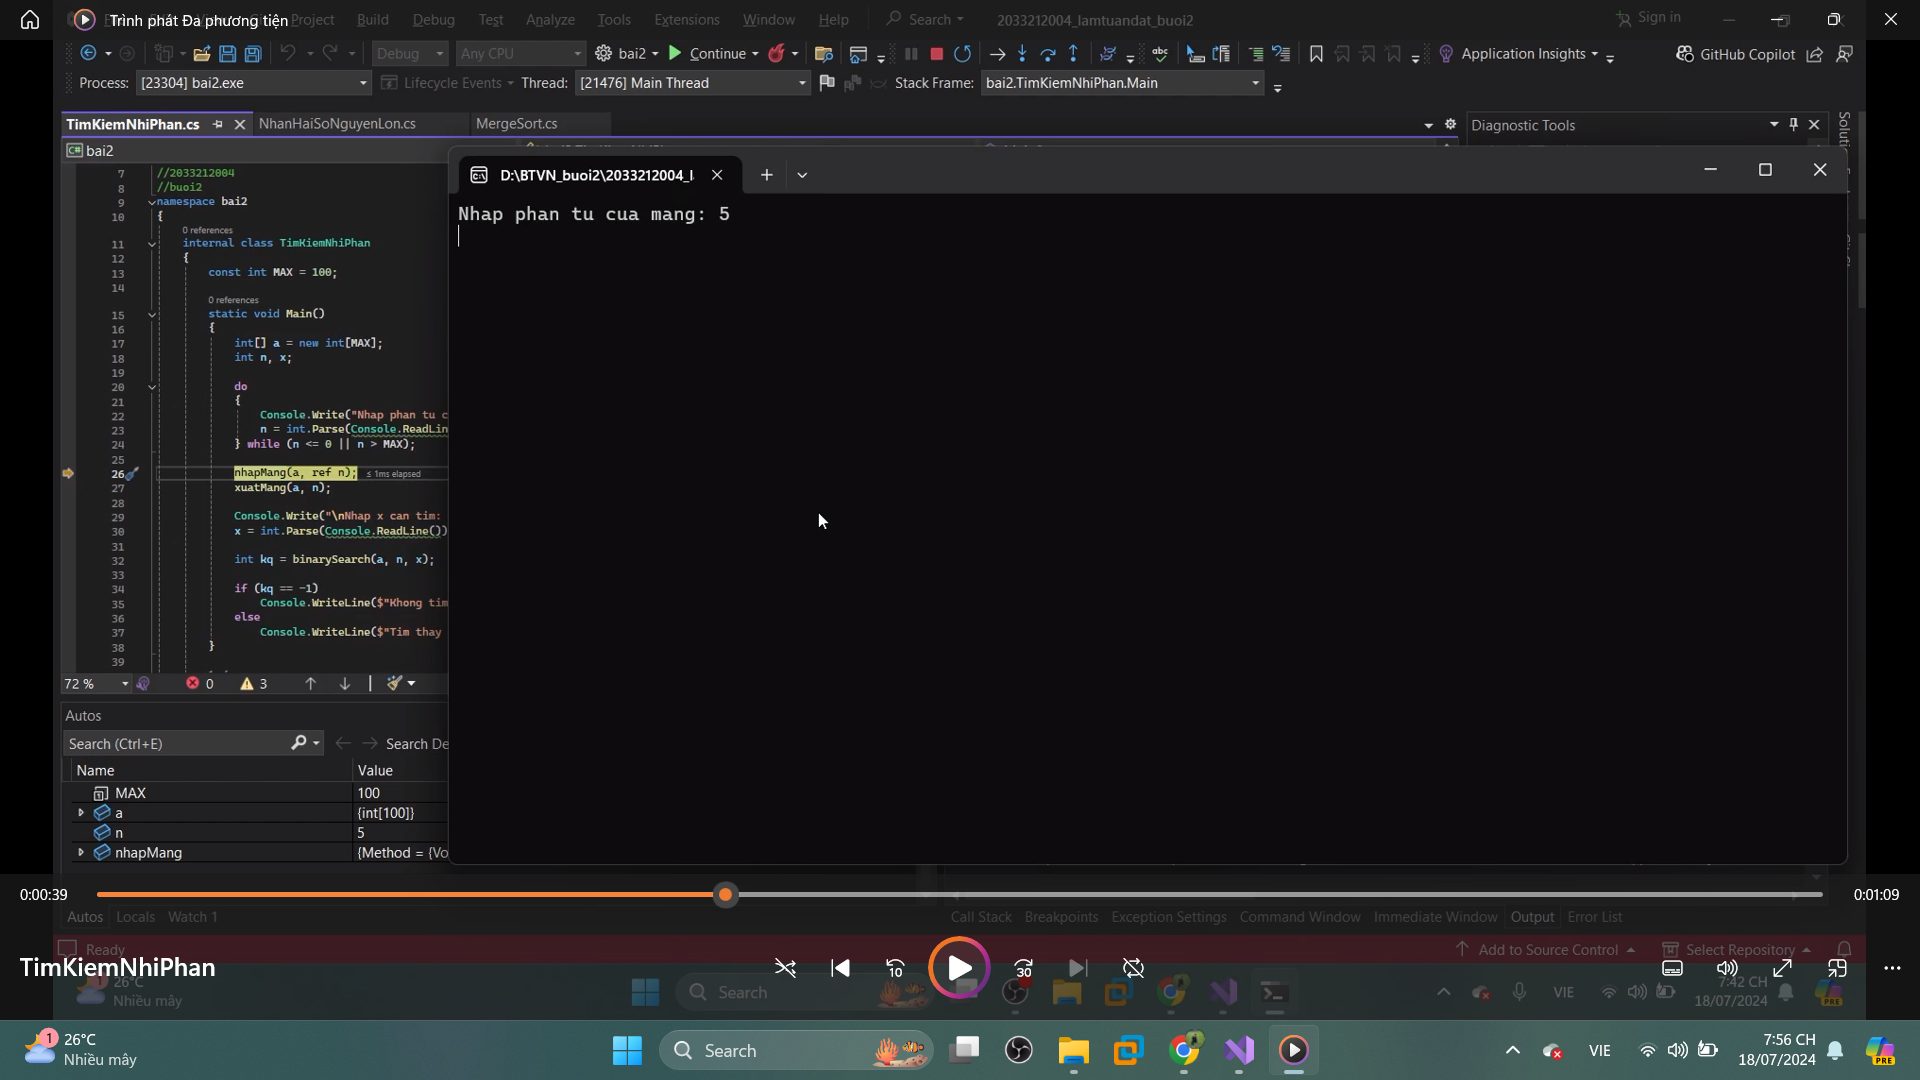 Trình phát Đa phương tiện
Project Build Debug Test Analyze Tools Extensions Window Help Search 2033212004_lamtuandat_buoi2 Sign in
Debug Any CPU bai2 Continue Application Insights GitHub Copilot
Process: [23304] bai2.exe Lifecycle Events Thread: [21476] Main Thread Stack Frame: bai2.TimKiemNhiPhan.Main
TimKiemNhiPhan.cs NhanHaiSoNguyenLon.cs MergeSort.cs Diagnostic Tools
bai2
D:\BTVN_buoi2\2033212004_l
Nhap phan tu cua mang: 5
7 //2033212004
8 //buoi2
9 namespace bai2
10 {
0 references
11 internal class TimKiemNhiPhan
12 {
13 const int MAX = 100;
14
0 references
15 static void Main()
16 {
17 int[] a = new int[MAX];
18 int n, x;
19
20 do
21 {
22 Console.Write("Nhap phan tu c
23 n = int.Parse(Console.ReadLin
24 } while (n <= 0 || n > MAX);
25
26 nhapMang(a, ref n); ≤ 1ms elapsed
27 xuatMang(a, n);
28
29 Console.Write("\nNhap x can tim:
30 x = int.Parse(Console.ReadLine())
31
32 int kq = binarySearch(a, n, x);
33
34 if (kq == -1)
35 Console.WriteLine($"Khong tim
36 else
37 Console.WriteLine($"Tim thay
38 }
39
72 % 0 3
Autos
Search (Ctrl+E) Search De
Name Value
MAX 100
a {int[100]}
n 5
nhapMang {Method = {Vo
0:00:39 0:01:09
Autos Locals Watch 1 Call Stack Breakpoints Exception Settings Command Window Immediate Window Output Error List
Ready Add to Source Control Select Repository
TimKiemNhiPhan 10 30
26°C Nhiều mây Search VIE 7:42 CH 18/07/2024 PRE
1 26°C
Nhiều mây
Search
VIE
7:56 CH
18/07/2024
PRE